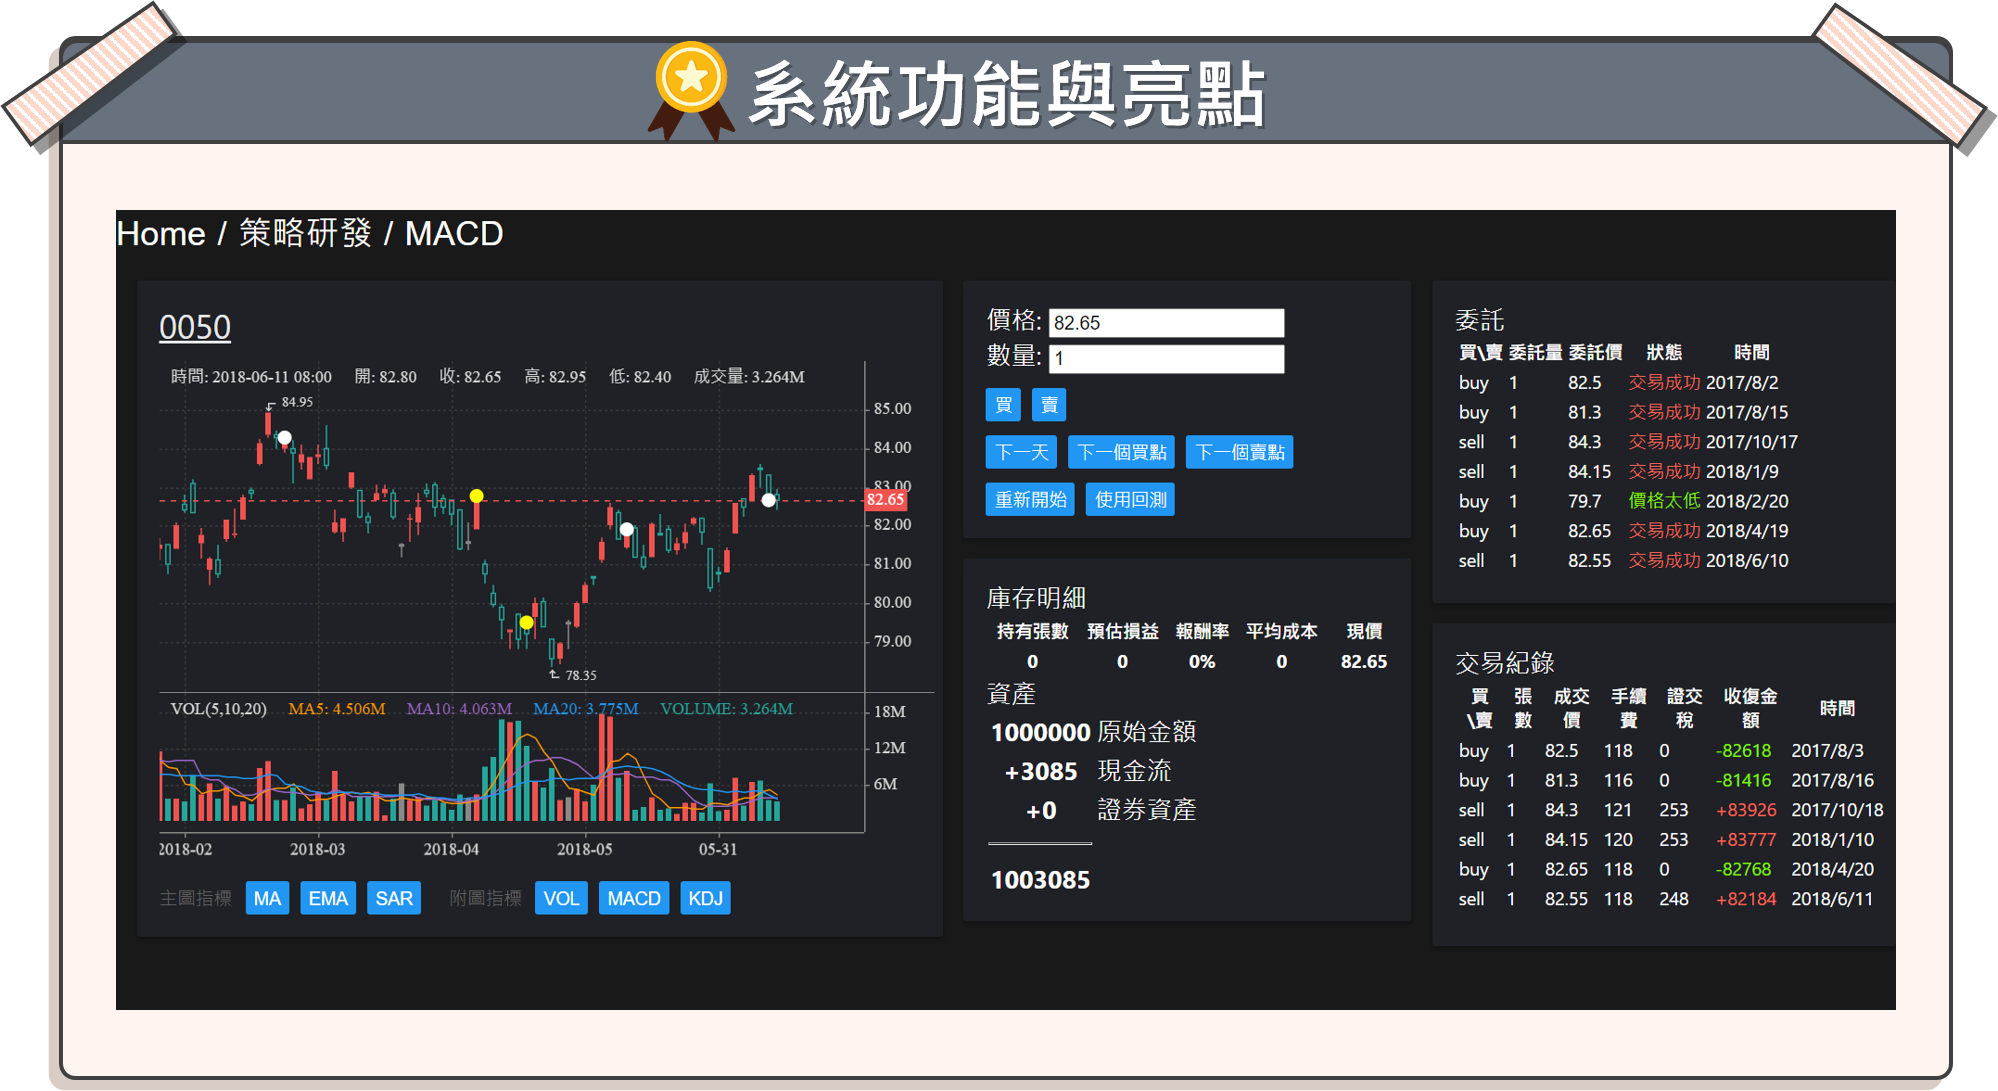 系統功能與亮點
Home / 策略研發 / MACD
0050
時間: 2018-06-11 08:00 開: 82.80 收: 82.65 高: 82.95 低: 82.40 成交量: 3.264M
84.95
85.00
84.00
83.00
82.65
82.00
81.00
80.00
79.00
78.35
VOL(5,10,20) MA5: 4.506M MA10: 4.063M MA20: 3.775M VOLUME: 3.264M
18M
12M
6M
2018-02 2018-03 2018-04 2018-05 05-31
主圖指標 MA EMA SAR 附圖指標 VOL MACD KDJ
價格: 82.65
數量: 1
買 賣
下一天 下一個買點 下一個賣點
重新開始 使用回測
庫存明細
持有張數 預估損益 報酬率 平均成本 現價
0 0 0% 0 82.65
資產
1000000 原始金額
+3085 現金流
+0 證券資產
1003085
委託
買\賣 委託量 委託價 狀態 時間
buy 1 82.5 交易成功 2017/8/2
buy 1 81.3 交易成功 2017/8/15
sell 1 84.3 交易成功 2017/10/17
sell 1 84.15 交易成功 2018/1/9
buy 1 79.7 價格太低 2018/2/20
buy 1 82.65 交易成功 2018/4/19
sell 1 82.55 交易成功 2018/6/10
交易紀錄
買 張 成交 手續 證交 收復金 時間
\賣 數 價 費 稅 額
buy 1 82.5 118 0 -82618 2017/8/3
buy 1 81.3 116 0 -81416 2017/8/16
sell 1 84.3 121 253 +83926 2017/10/18
sell 1 84.15 120 253 +83777 2018/1/10
buy 1 82.65 118 0 -82768 2018/4/20
sell 1 82.55 118 248 +82184 2018/6/11